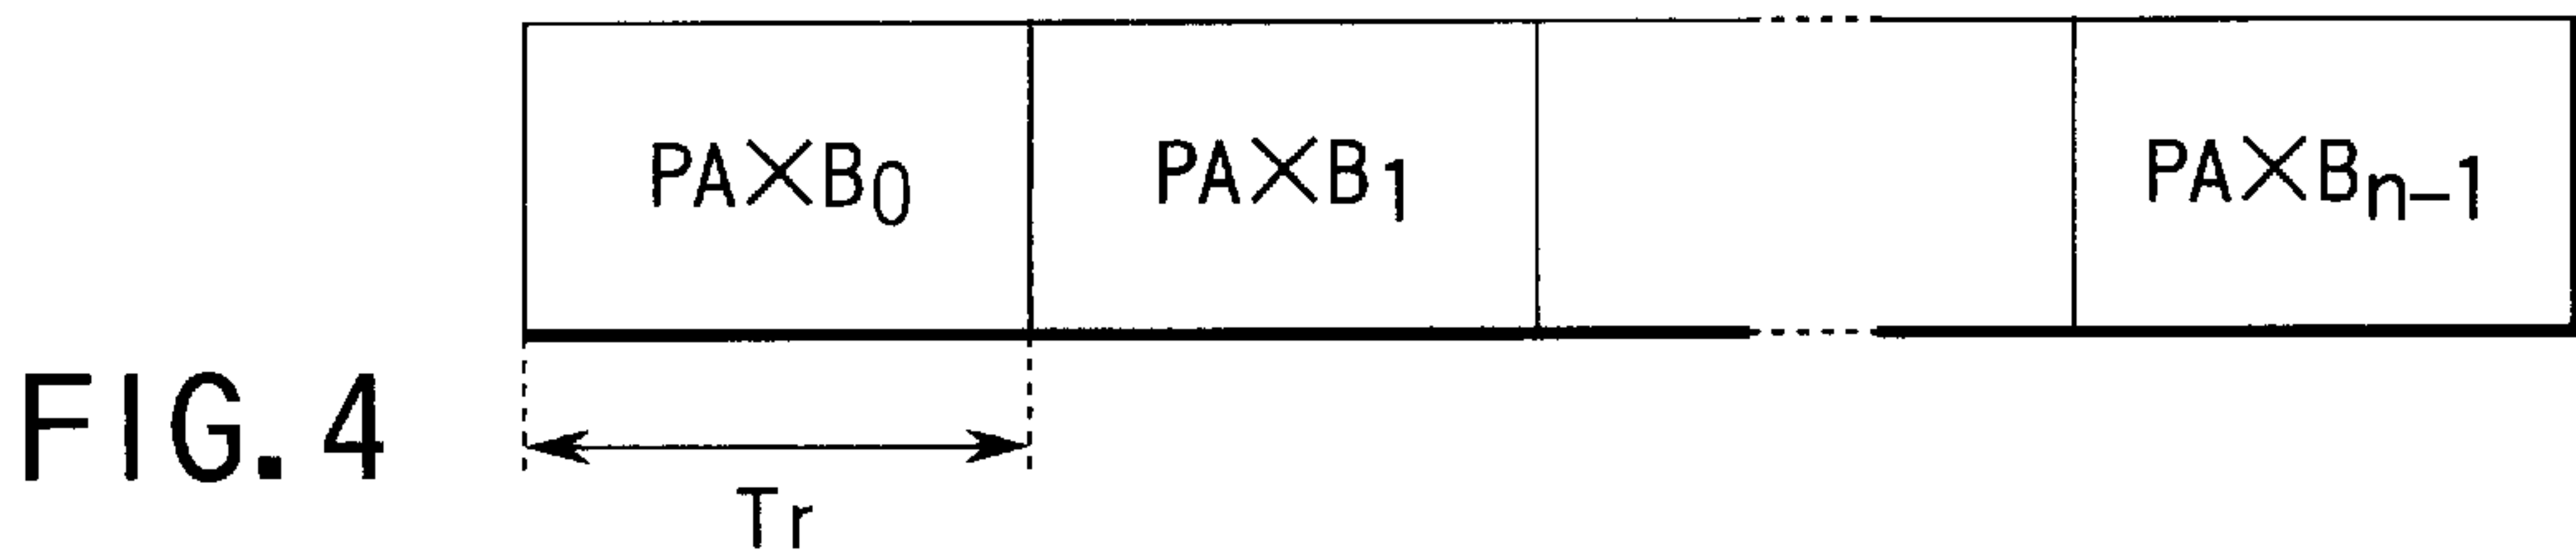 PA×B₀ PA×B₁ PA×Bₙ₋₁
FIG. 4
Tr